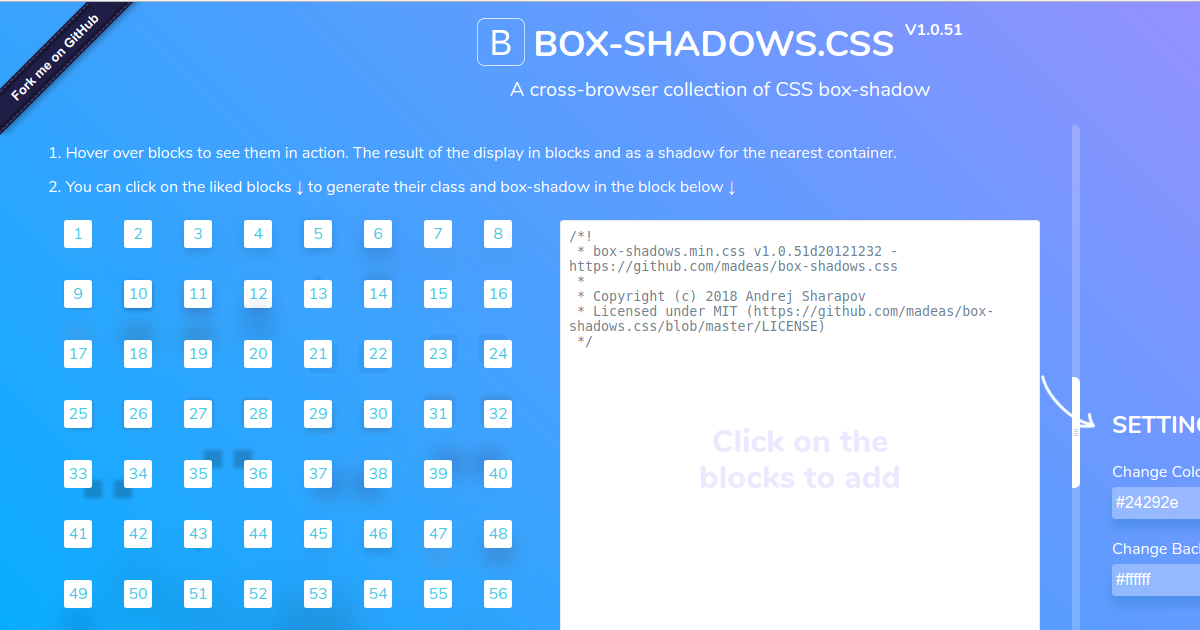 Fork me on GitHub
B BOX-SHADOWS.CSS V1.0.51
A cross-browser collection of CSS box-shadow
1. Hover over blocks to see them in action. The result of the display in blocks and as a shadow for the nearest container.
2. You can click on the liked blocks ↓ to generate their class and box-shadow in the block below ↓
1 2 3 4 5 6 7 8
9 10 11 12 13 14 15 16
17 18 19 20 21 22 23 24
25 26 27 28 29 30 31 32
33 34 35 36 37 38 39 40
41 42 43 44 45 46 47 48
49 50 51 52 53 54 55 56
/*!
 * box-shadows.min.css v1.0.51d20121232 -
https://github.com/madeas/box-shadows.css
 *
 * Copyright (c) 2018 Andrej Sharapov
 * Licensed under MIT (https://github.com/madeas/box-
shadows.css/blob/master/LICENSE)
 */
Click on the
blocks to add
SETTING
Change Colo
#24292e
Change Back
#ffffff